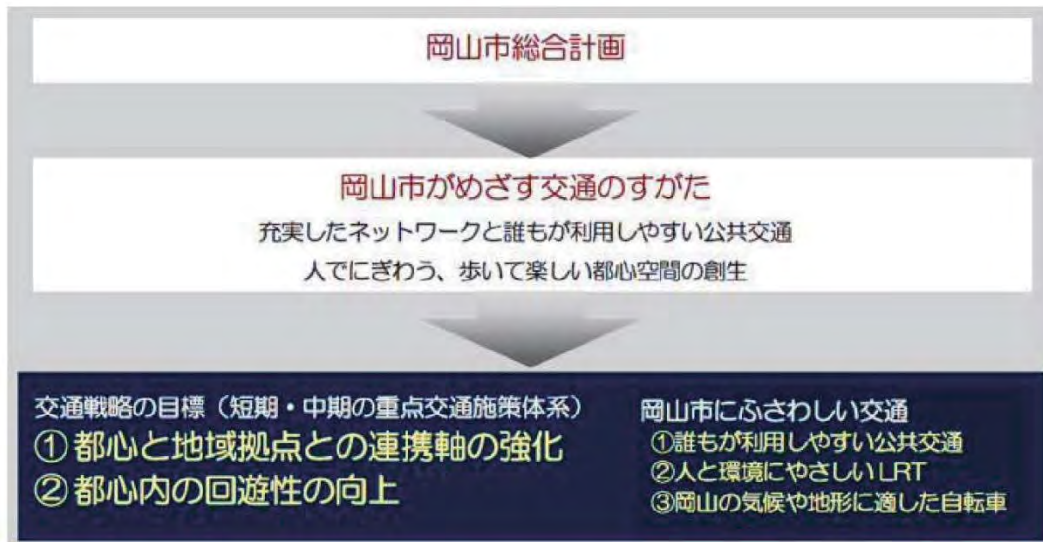 岡山市総合計画
岡山市がめざす交通のすがた
充実したネットワークと誰もが利用しやすい公共交通
人でにぎわう、歩いて楽しい都心空間の創生
交通戦略の目標（短期・中期の重点交通施策体系）
①都心と地域拠点との連携軸の強化
②都心内の回遊性の向上
岡山市にふさわしい交通
①誰もが利用しやすい公共交通
②人と環境にやさしいLRT
③岡山の気候や地形に適した自転車